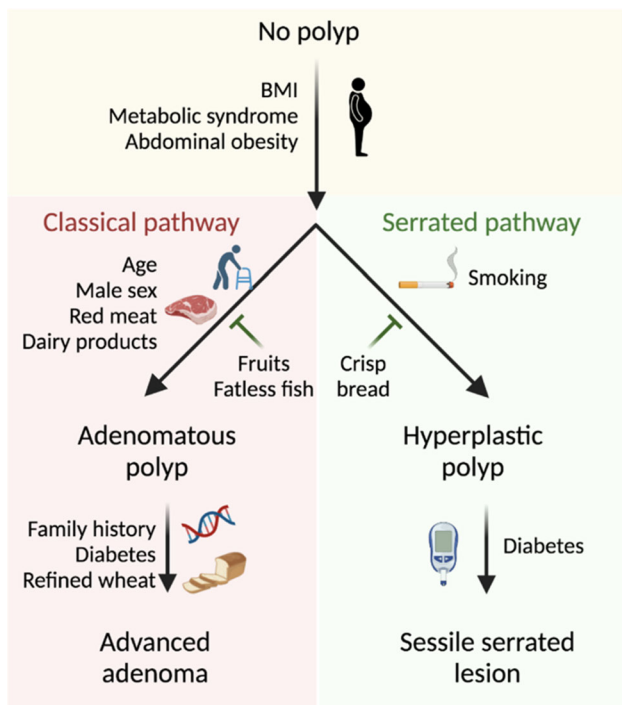 No polyp
BMI
Metabolic syndrome
Abdominal obesity
Classical pathway
Age
Male sex
Red meat
Dairy products
Fruits
Fatless fish
Adenomatous
polyp
Family history
Diabetes
Refined wheat
Advanced
adenoma
Serrated pathway
Smoking
Crisp
bread
Hyperplastic
polyp
Diabetes
Sessile serrated
lesion